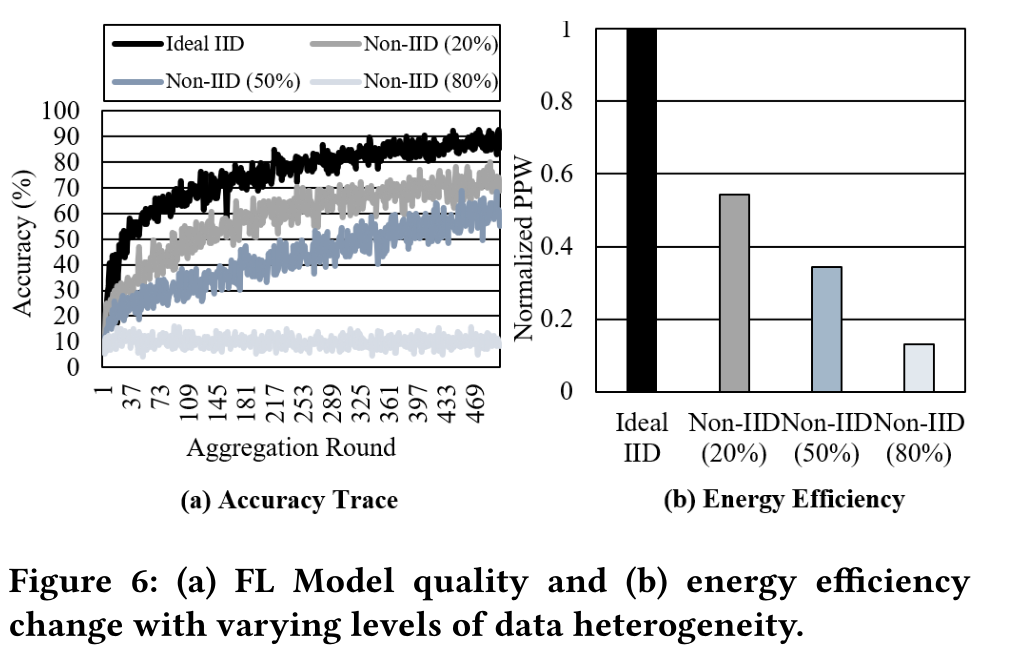 Ideal IID
Non-IID (20%)
Non-IID (50%)
Non-IID (80%)
Accuracy (%)
100
90
80
70
60
50
40
30
20
10
0
1
37
73
109
145
181
217
253
289
325
361
397
433
469
Aggregation Round
(a) Accuracy Trace
Normalized PPW
1
0.8
0.6
0.4
0.2
0
Ideal
IID
Non-IID
(20%)
Non-IID
(50%)
Non-IID
(80%)
(b) Energy Efficiency
Figure 6: (a) FL Model quality and (b) energy efficiency
change with varying levels of data heterogeneity.